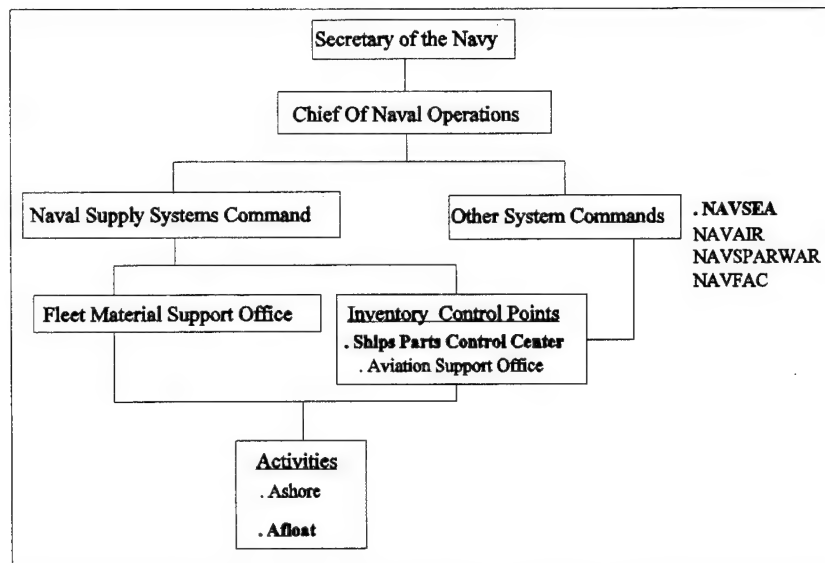 Secretary of the Navy
Chief Of Naval Operations
Naval Supply Systems Command
Other System Commands
. NAVSEA
NAVAIR
NAVSPARWAR
NAVFAC
Fleet Material Support Office
Inventory Control Points
. Ships Parts Control Center
. Aviation Support Office
Activities
. Ashore
. Afloat